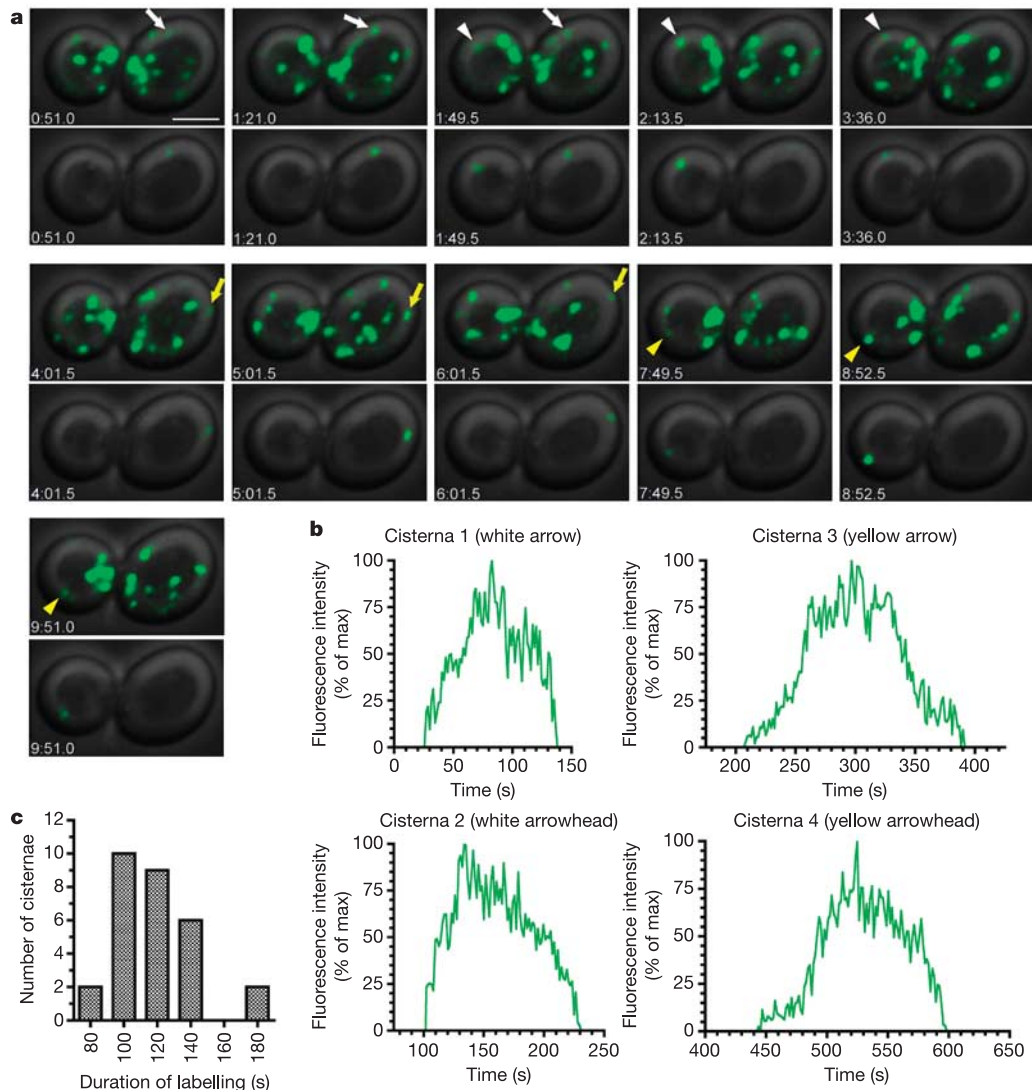 a
0:51.0
1:21.0
1:49.5
2:13.5
3:36.0
0:51.0
1:21.0
1:49.5
2:13.5
3:36.0
4:01.5
5:01.5
6:01.5
7:49.5
8:52.5
4:01.5
5:01.5
6:01.5
7:49.5
8:52.5
9:51.0
9:51.0
b
Cisterna 1 (white arrow)
Fluorescence intensity
(% of max)
100
75
50
25
0
0 50 100 150
Time (s)
Cisterna 3 (yellow arrow)
Fluorescence intensity
(% of max)
100
75
50
25
0
200 250 300 350 400
Time (s)
Cisterna 2 (white arrowhead)
Fluorescence intensity
(% of max)
100
75
50
25
0
100 150 200 250
Time (s)
Cisterna 4 (yellow arrowhead)
Fluorescence intensity
(% of max)
100
75
50
25
0
400 450 500 550 600 650
Time (s)
c
Number of cisternae
12
10
8
6
4
2
0
80
100
120
140
160
180
Duration of labelling (s)